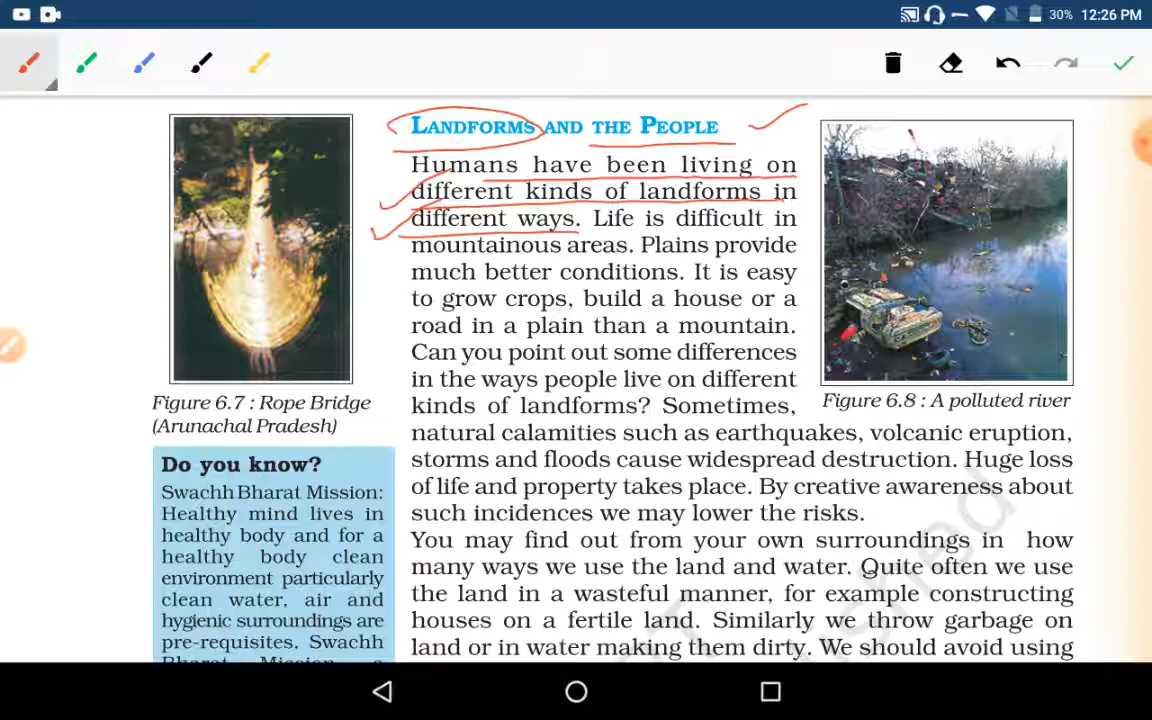 30% 12:26 PM
LANDFORMS AND THE PEOPLE
Humans have been living on
different kinds of landforms in
different ways. Life is difficult in
mountainous areas. Plains provide
much better conditions. It is easy
to grow crops, build a house or a
road in a plain than a mountain.
Can you point out some differences
in the ways people live on different
kinds of landforms? Sometimes,
natural calamities such as earthquakes, volcanic eruption,
storms and floods cause widespread destruction. Huge loss
of life and property takes place. By creative awareness about
such incidences we may lower the risks.
You may find out from your own surroundings in how
many ways we use the land and water. Quite often we use
the land in a wasteful manner, for example constructing
houses on a fertile land. Similarly we throw garbage on
land or in water making them dirty. We should avoid using
Figure 6.7 : Rope Bridge
(Arunachal Pradesh)
Figure 6.8 : A polluted river
Do you know?
Swachh Bharat Mission:
Healthy mind lives in
healthy body and for a
healthy body clean
environment particularly
clean water, air and
hygienic surroundings are
pre-requisites. Swachh
Bharat Mission a